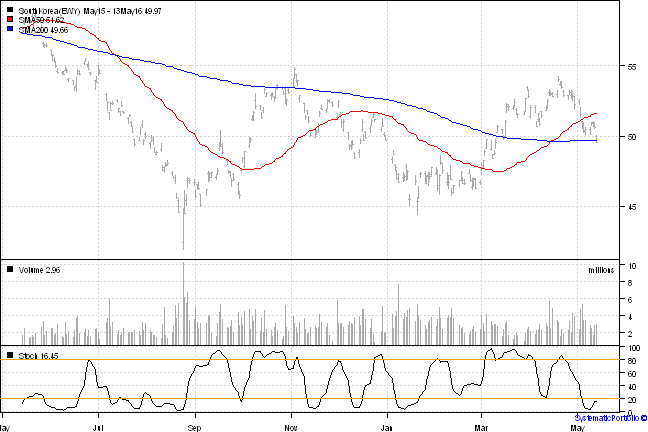 South Korea (EWY) May15 - 13May16 49.97
SMA50 51.62
SMA200 49.66
55
50
45
Volume 2.96
millions
10
8
6
4
2
Stoch 16.45
100
80
60
40
20
0
ay Jul Sep Nov Jan Mar May
SystematicPortfolio ©